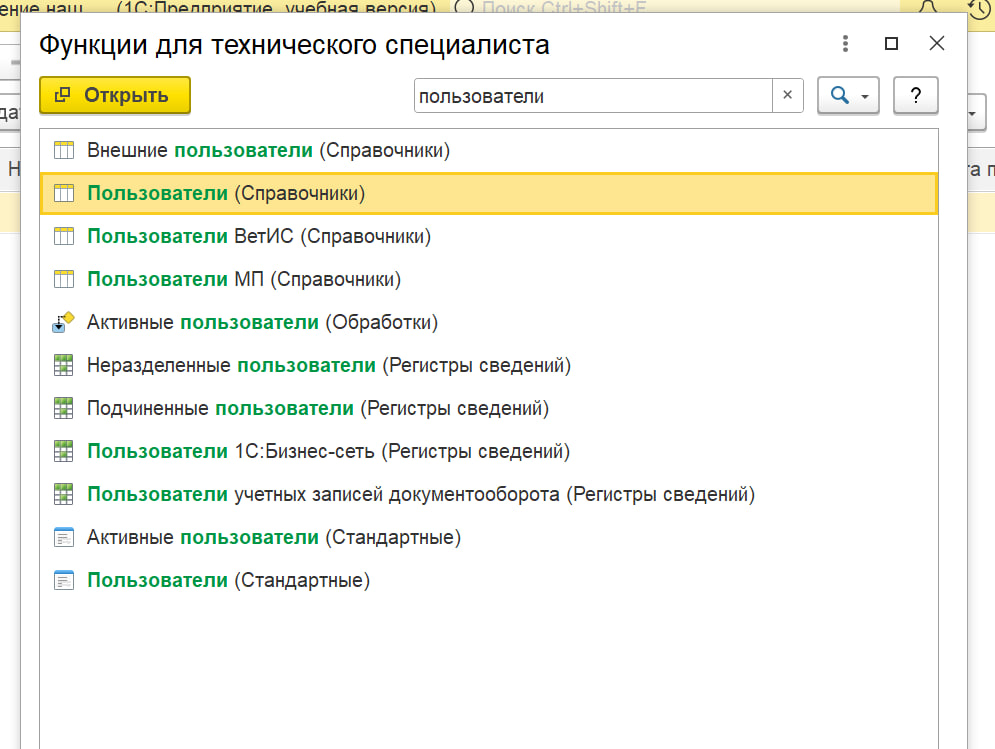 (1С:Предприятие, учебная версия) Поиск Ctrl+Shift+F
Функции для технического специалиста
Открыть пользователи × ?
Внешние пользователи (Справочники)
Пользователи (Справочники)
Пользователи ВетИС (Справочники)
Пользователи МП (Справочники)
Активные пользователи (Обработки)
Неразделенные пользователи (Регистры сведений)
Подчиненные пользователи (Регистры сведений)
Пользователи 1С:Бизнес-сеть (Регистры сведений)
Пользователи учетных записей документооборота (Регистры сведений)
Активные пользователи (Стандартные)
Пользователи (Стандартные)